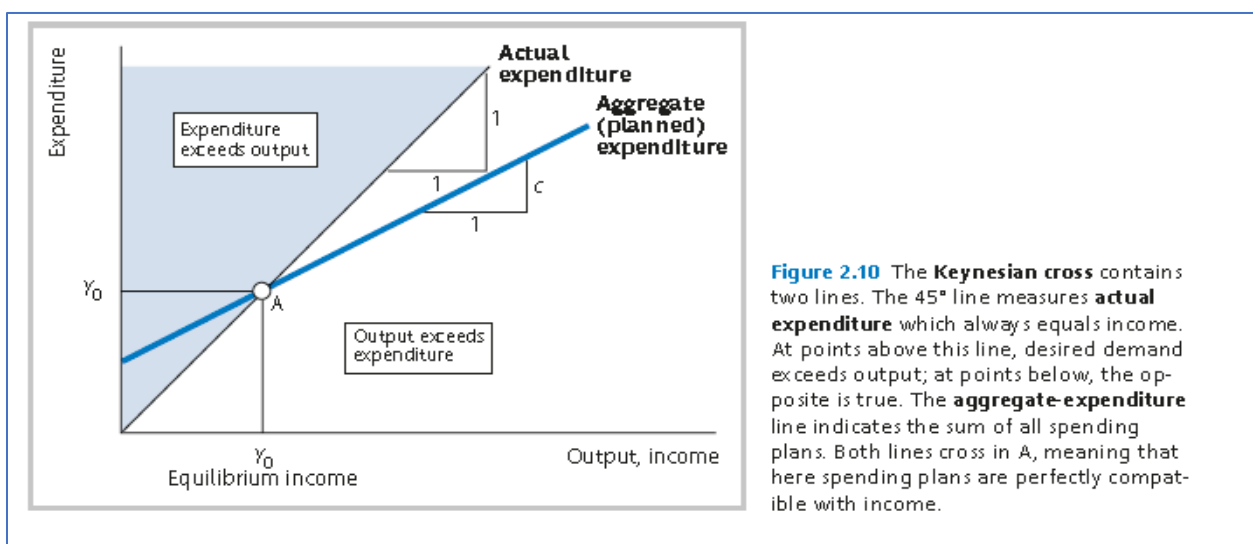 Expenditure
Actual
expenditure
Aggregate
(planned)
expenditure
Expenditure
exceeds output
1
1
c
1
Y0
A
Output exceeds
expenditure
Y0
Output, income
Equilibrium income
Figure 2.10 The Keynesian cross contains
two lines. The 45° line measures actual
expenditure which always equals income.
At points above this line, desired demand
exceeds output; at points below, the op-
posite is true. The aggregate-expenditure
line indicates the sum of all spending
plans. Both lines cross in A, meaning that
here spending plans are perfectly compat-
ible with income.